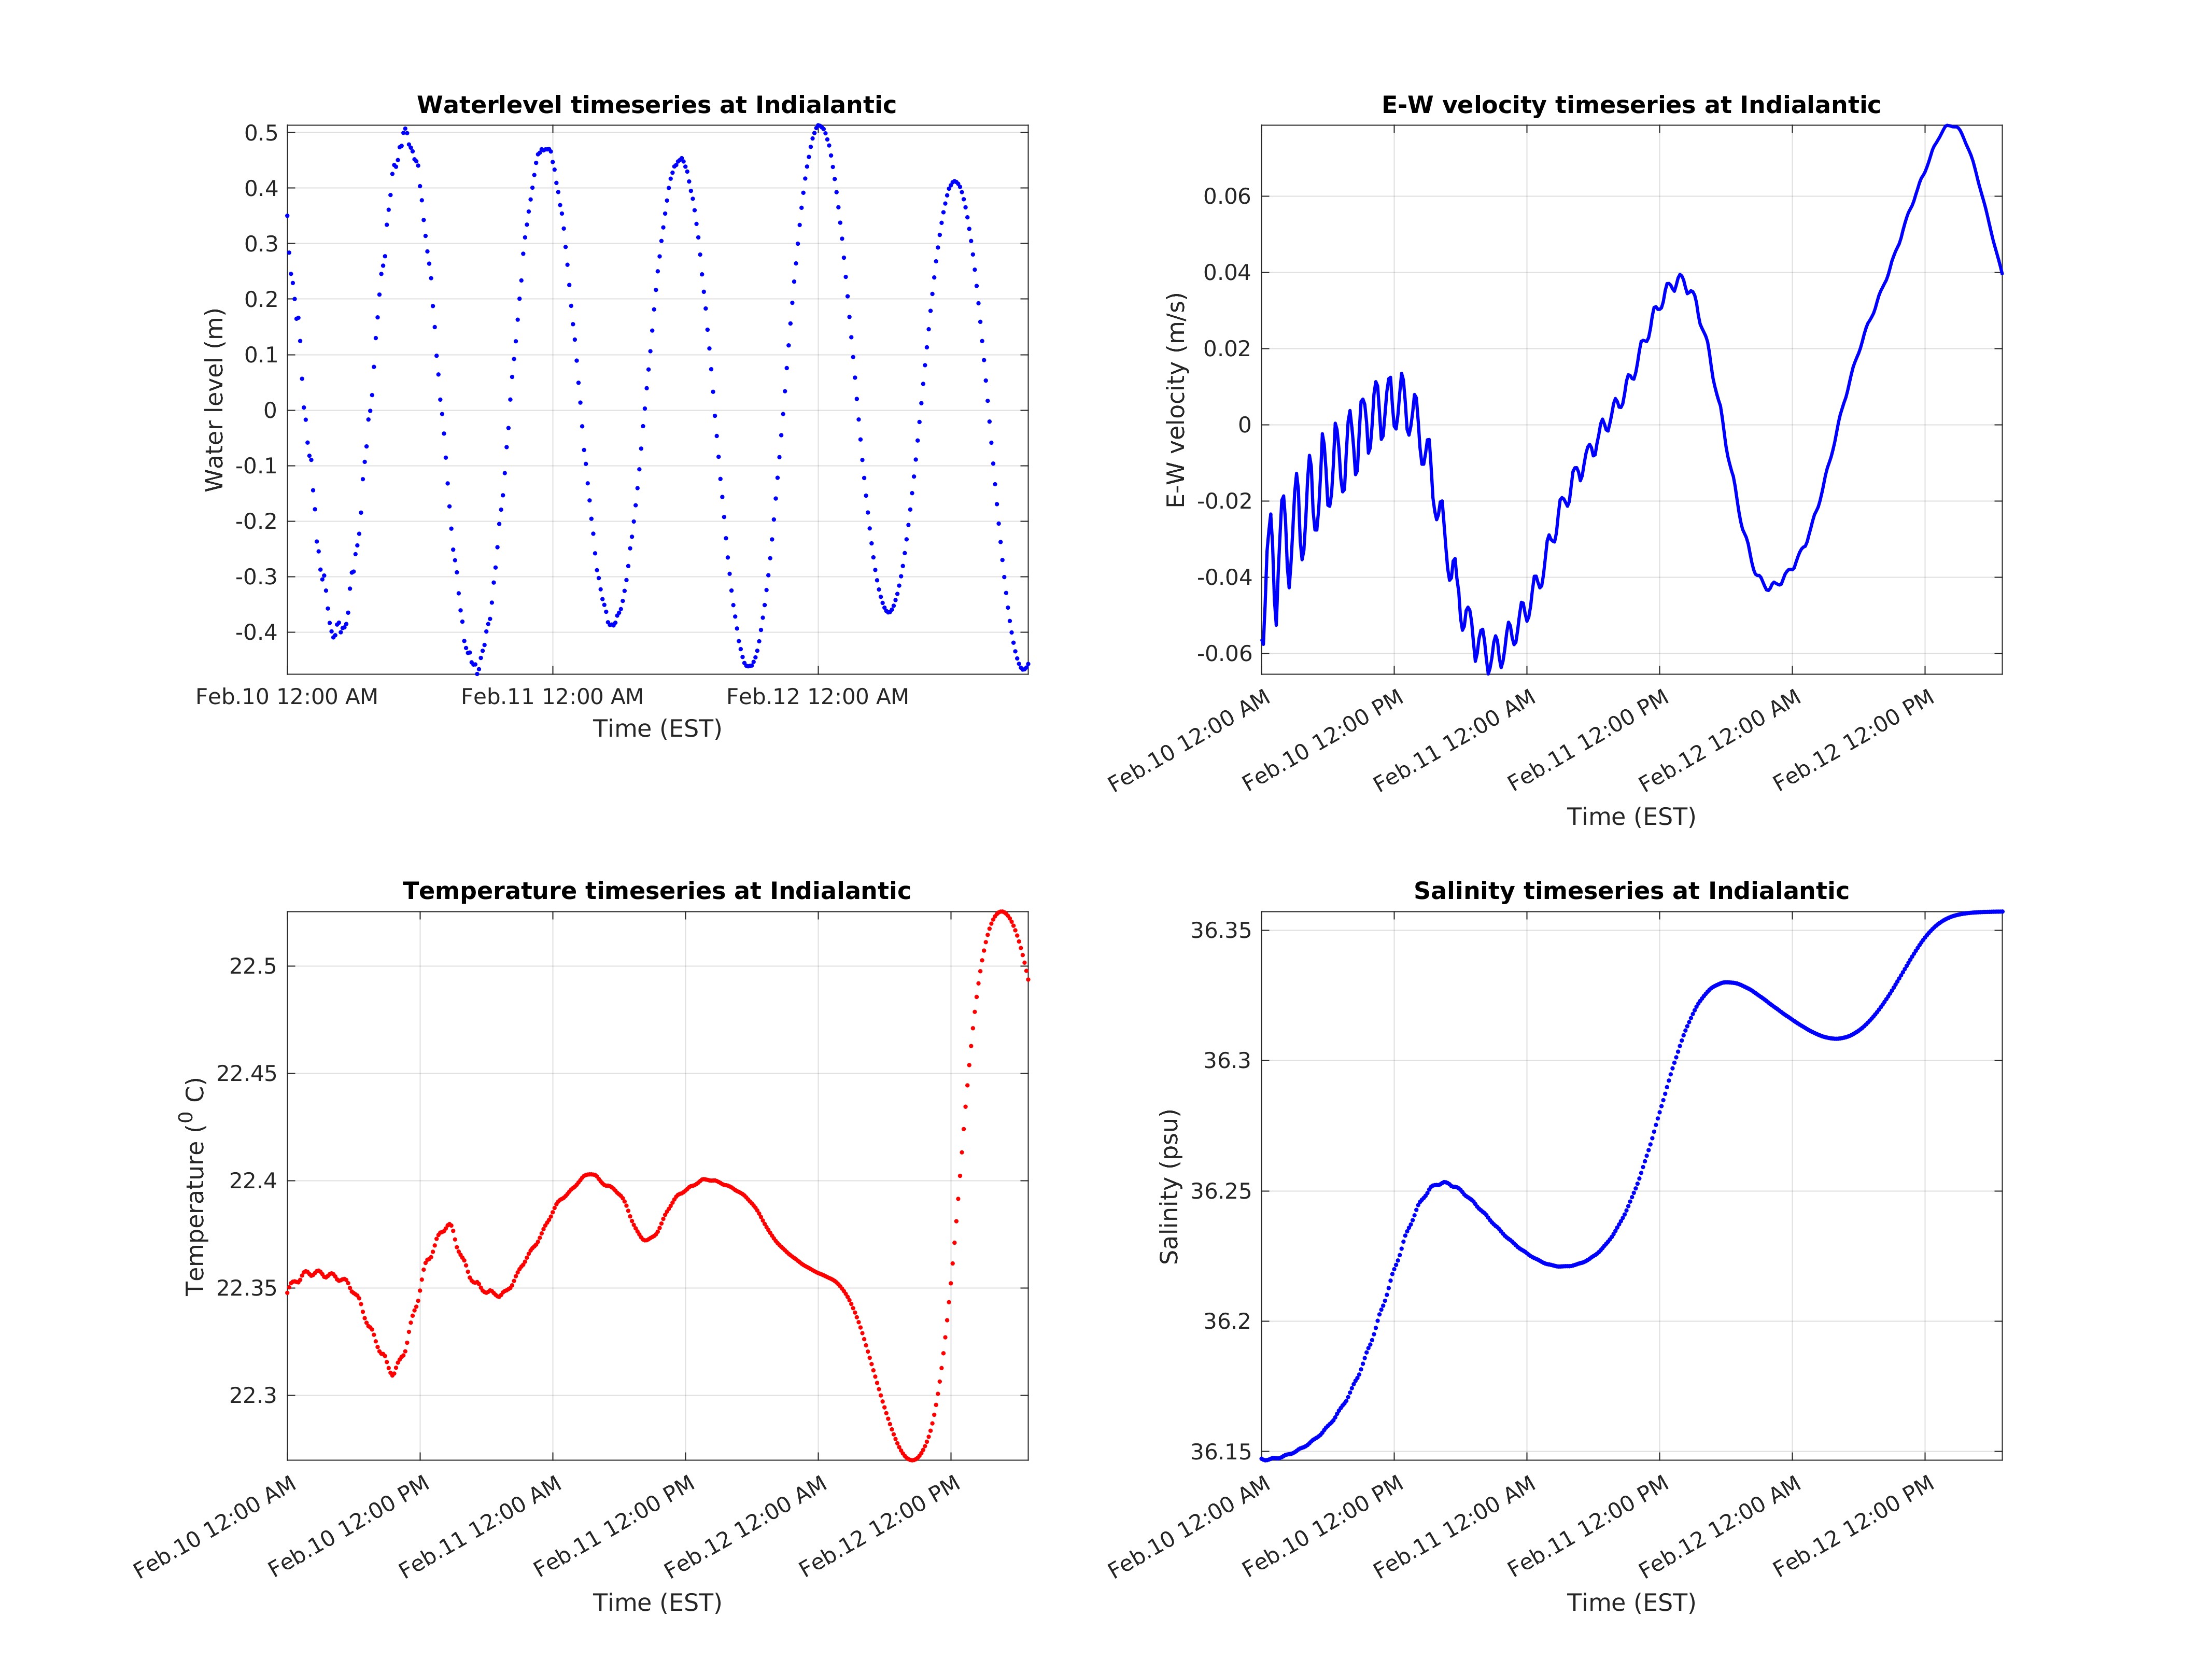 Waterlevel timeseries at Indialantic
0.5
0.4
0.3
0.2
0.1
0
-0.1
-0.2
-0.3
-0.4
Water level (m)
Feb.10 12:00 AM Feb.11 12:00 AM Feb.12 12:00 AM
Time (EST)
E-W velocity timeseries at Indialantic
0.06
0.04
0.02
0
-0.02
-0.04
-0.06
E-W velocity (m/s)
Feb.10 12:00 AM
Feb.10 12:00 PM
Feb.11 12:00 AM
Feb.11 12:00 PM
Feb.12 12:00 AM
Feb.12 12:00 PM
Time (EST)
Temperature timeseries at Indialantic
22.5
22.45
22.4
22.35
22.3
Temperature (⁰ C)
Feb.10 12:00 AM
Feb.10 12:00 PM
Feb.11 12:00 AM
Feb.11 12:00 PM
Feb.12 12:00 AM
Feb.12 12:00 PM
Time (EST)
Salinity timeseries at Indialantic
36.35
36.3
36.25
36.2
36.15
Salinity (psu)
Feb.10 12:00 AM
Feb.10 12:00 PM
Feb.11 12:00 AM
Feb.11 12:00 PM
Feb.12 12:00 AM
Feb.12 12:00 PM
Time (EST)